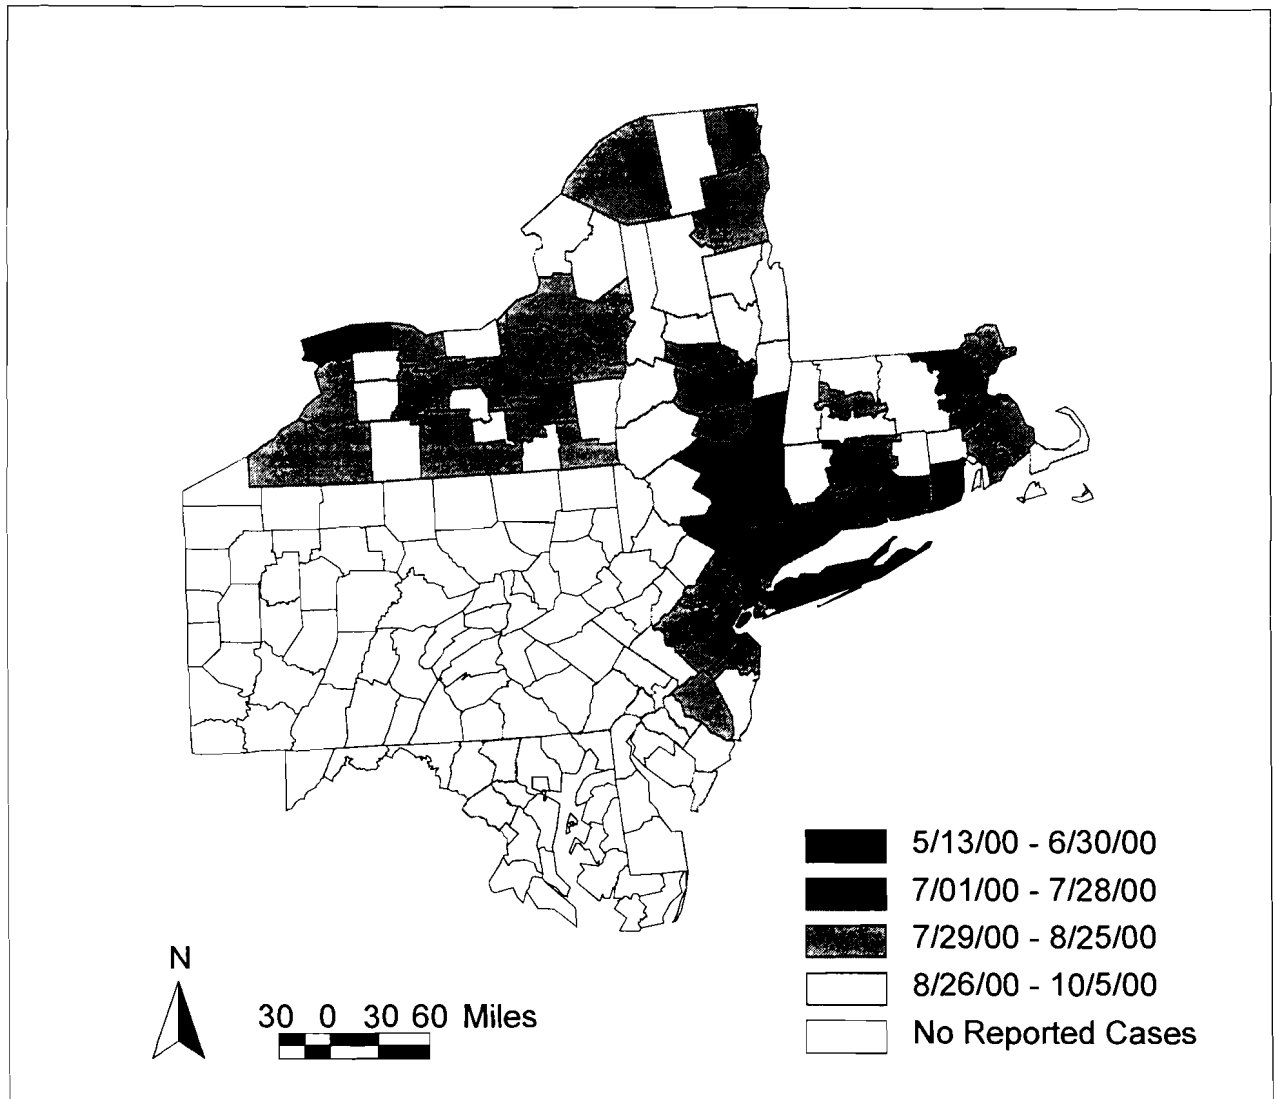 5/13/00 - 6/30/00
7/01/00 - 7/28/00
7/29/00 - 8/25/00
8/26/00 - 10/5/00
No Reported Cases
N
30 0 30 60 Miles